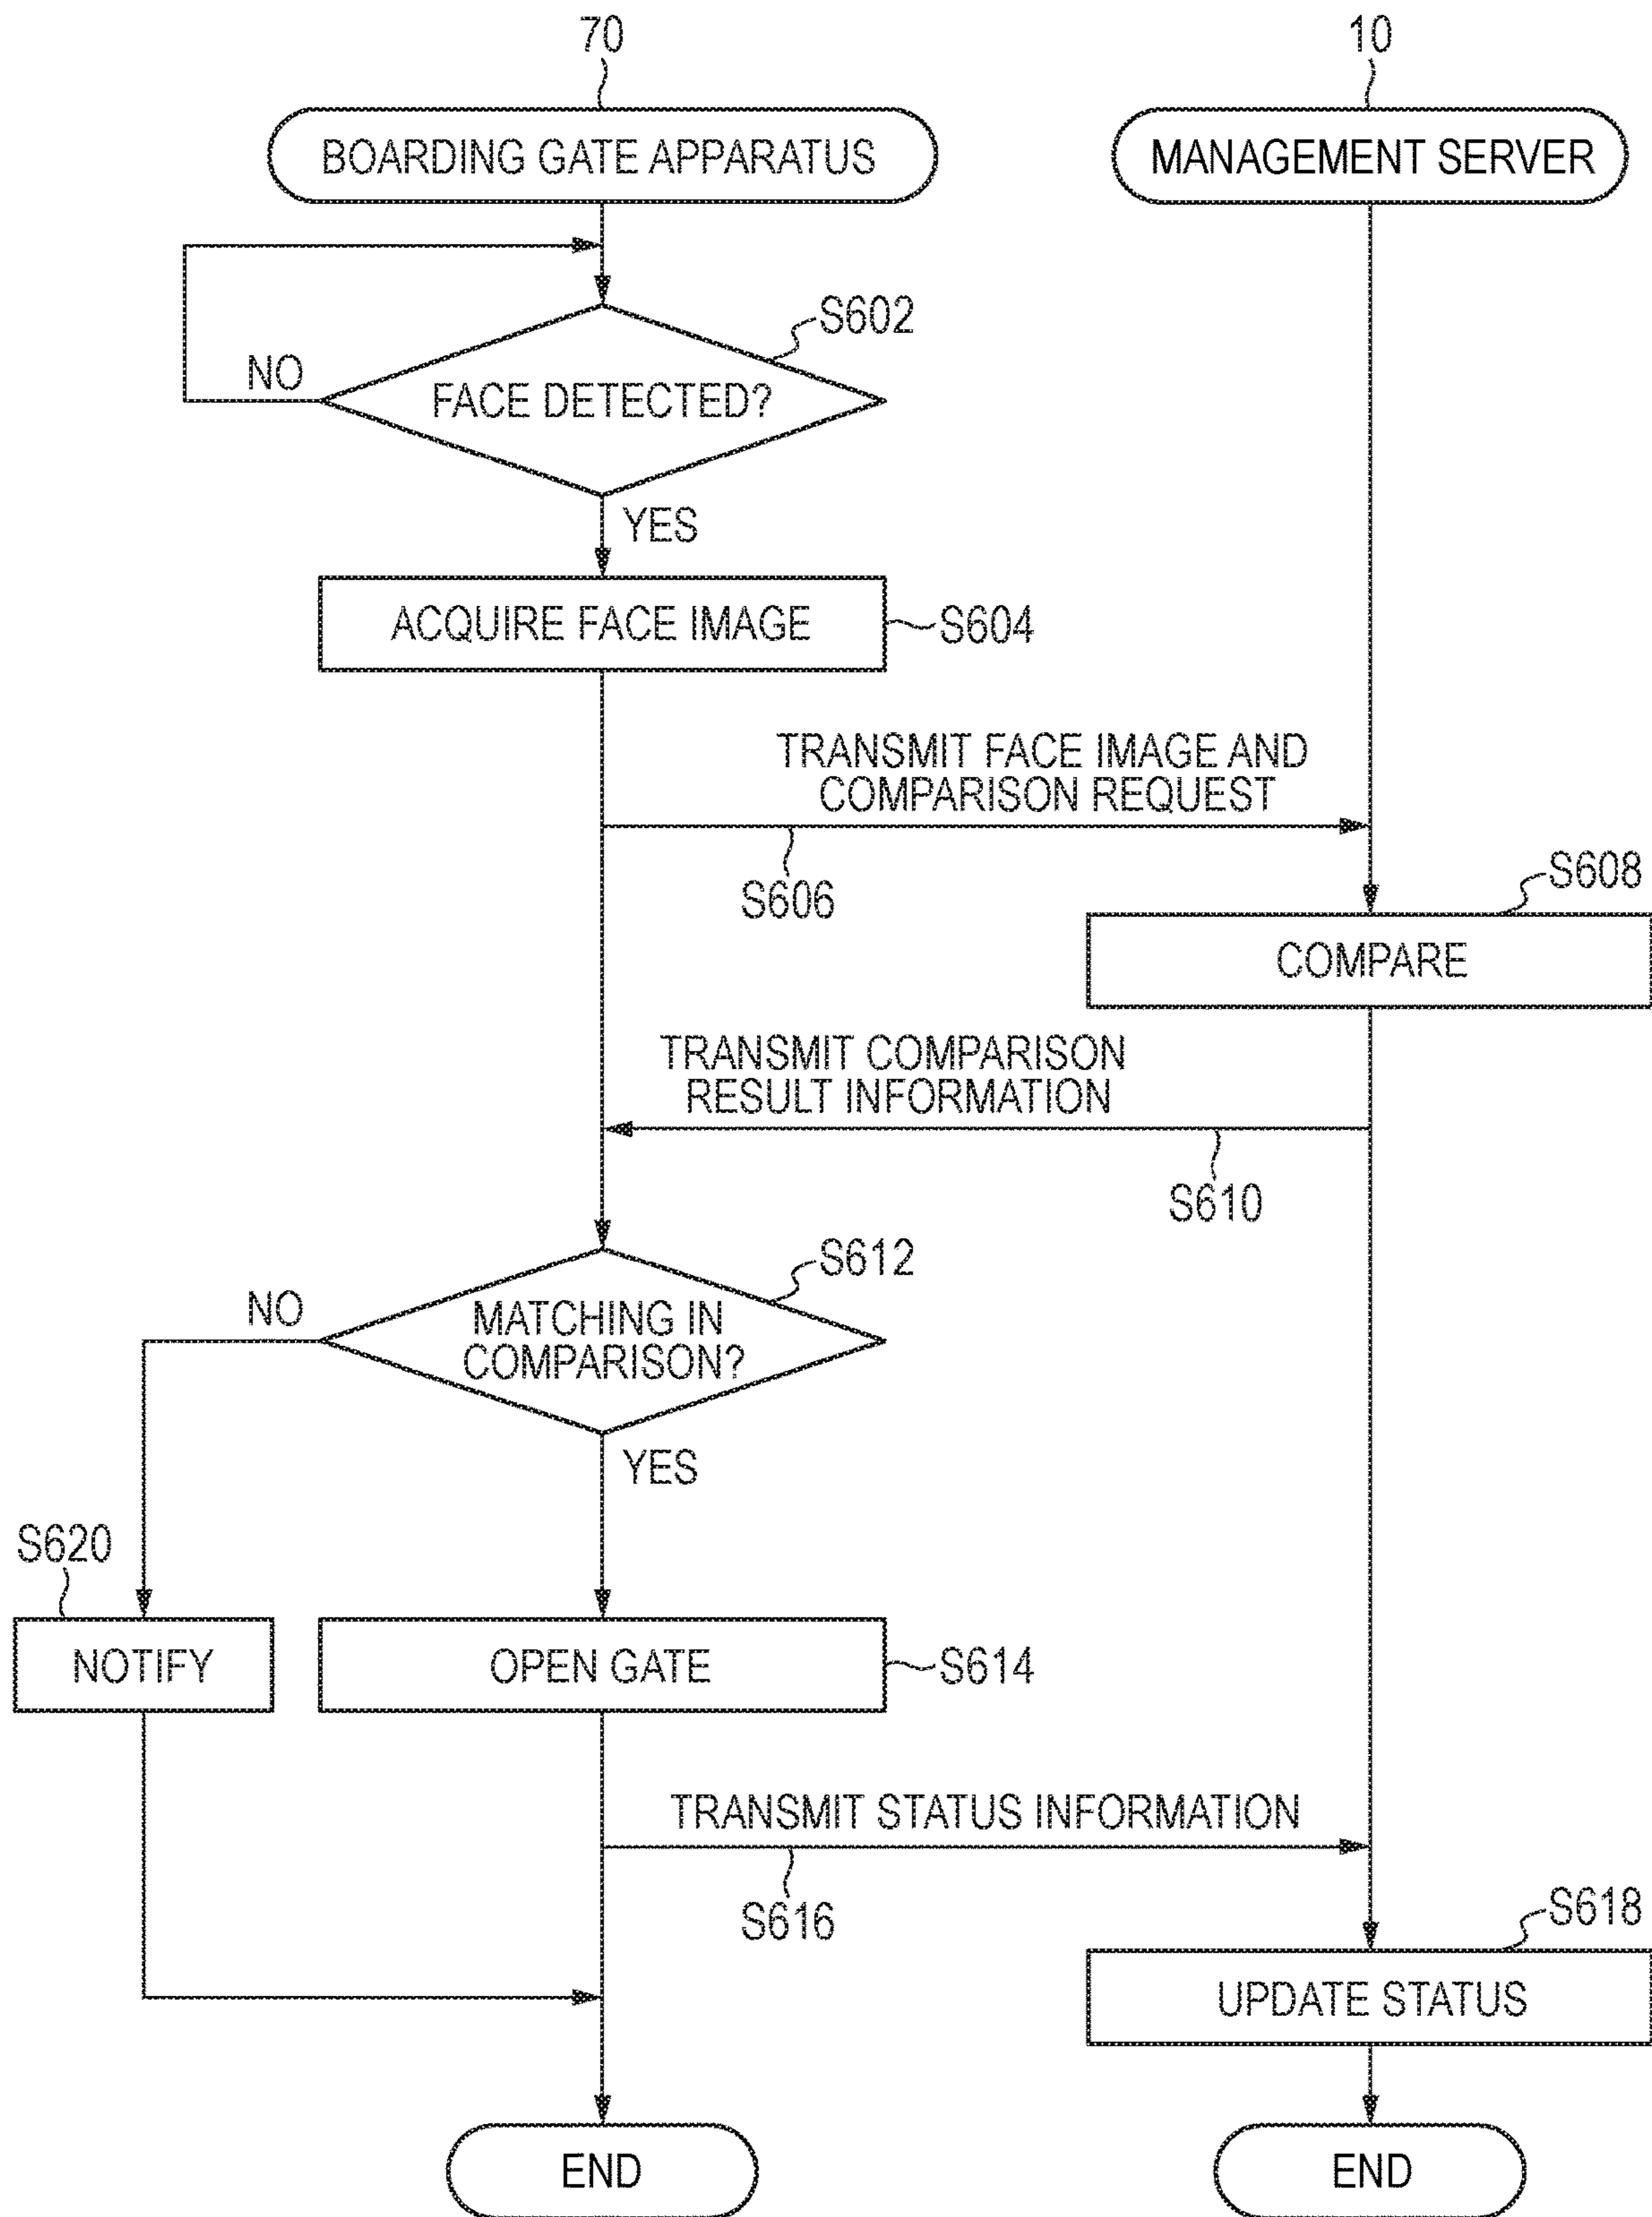 70
10
BOARDING GATE APPARATUS
MANAGEMENT SERVER
S602
NO
FACE DETECTED?
YES
ACQUIRE FACE IMAGE
S604
TRANSMIT FACE IMAGE AND
COMPARISON REQUEST
S606
S608
COMPARE
TRANSMIT COMPARISON
RESULT INFORMATION
S610
S612
NO
MATCHING IN
COMPARISON?
YES
S620
NOTIFY
OPEN GATE
S614
TRANSMIT STATUS INFORMATION
S616
S618
UPDATE STATUS
END
END